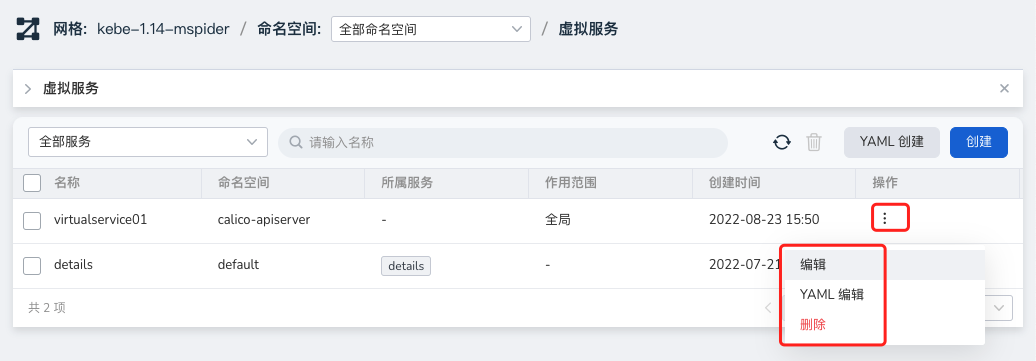 网格: kebe-1.14-mspider / 命名空间: 全部命名空间 / 虚拟服务
虚拟服务
全部服务 请输入名称 YAML 创建 创建
名称 命名空间 所属服务 作用范围 创建时间 操作
virtualservice01 calico-apiserver - 全局 2022-08-23 15:50
details default details - 2022-07-21
编辑
YAML 编辑
共 2 项
删除